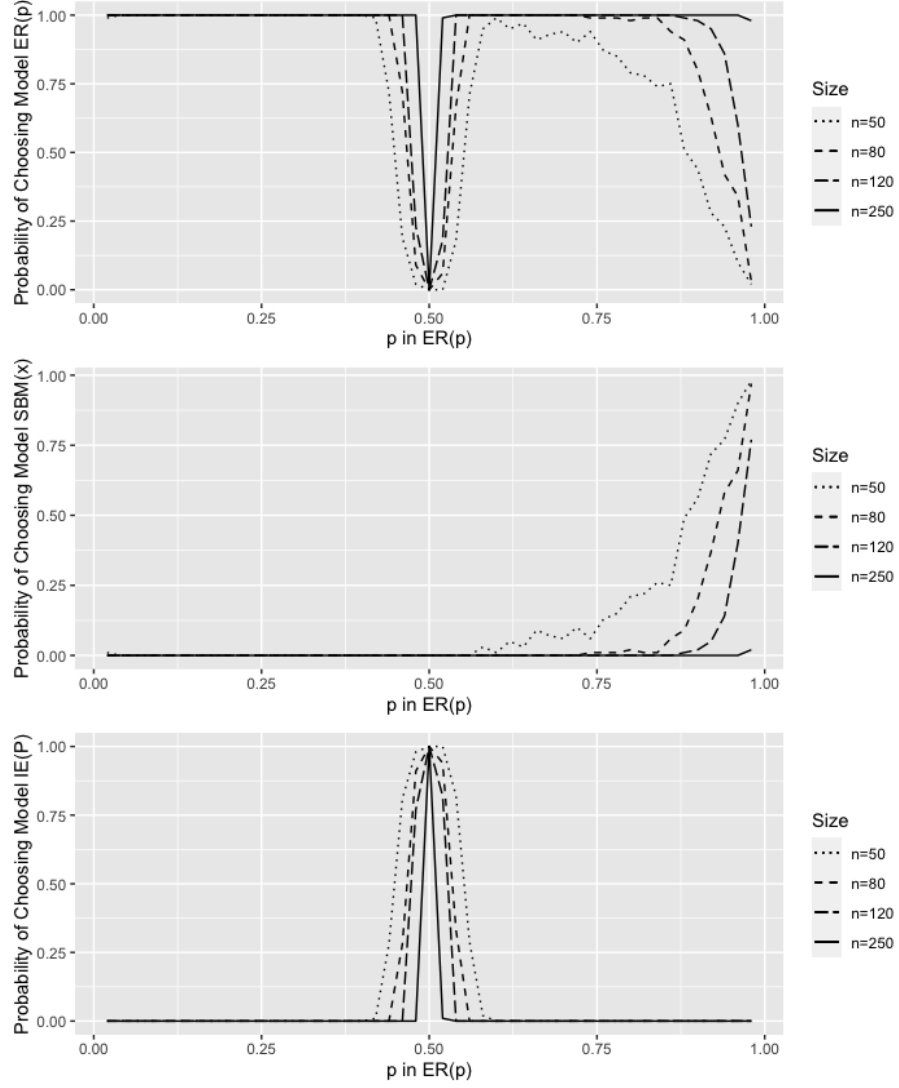 Probability of Choosing Model ER(p)
1.00
0.75
0.50
0.25
0.00
0.00 0.25 0.50 0.75 1.00
p in ER(p)
Size
n=50
n=80
n=120
n=250
Probability of Choosing Model SBM(x)
1.00
0.75
0.50
0.25
0.00
0.00 0.25 0.50 0.75 1.00
p in ER(p)
Size
n=50
n=80
n=120
n=250
Probability of Choosing Model IE(P)
1.00
0.75
0.50
0.25
0.00
0.00 0.25 0.50 0.75 1.00
p in ER(p)
Size
n=50
n=80
n=120
n=250